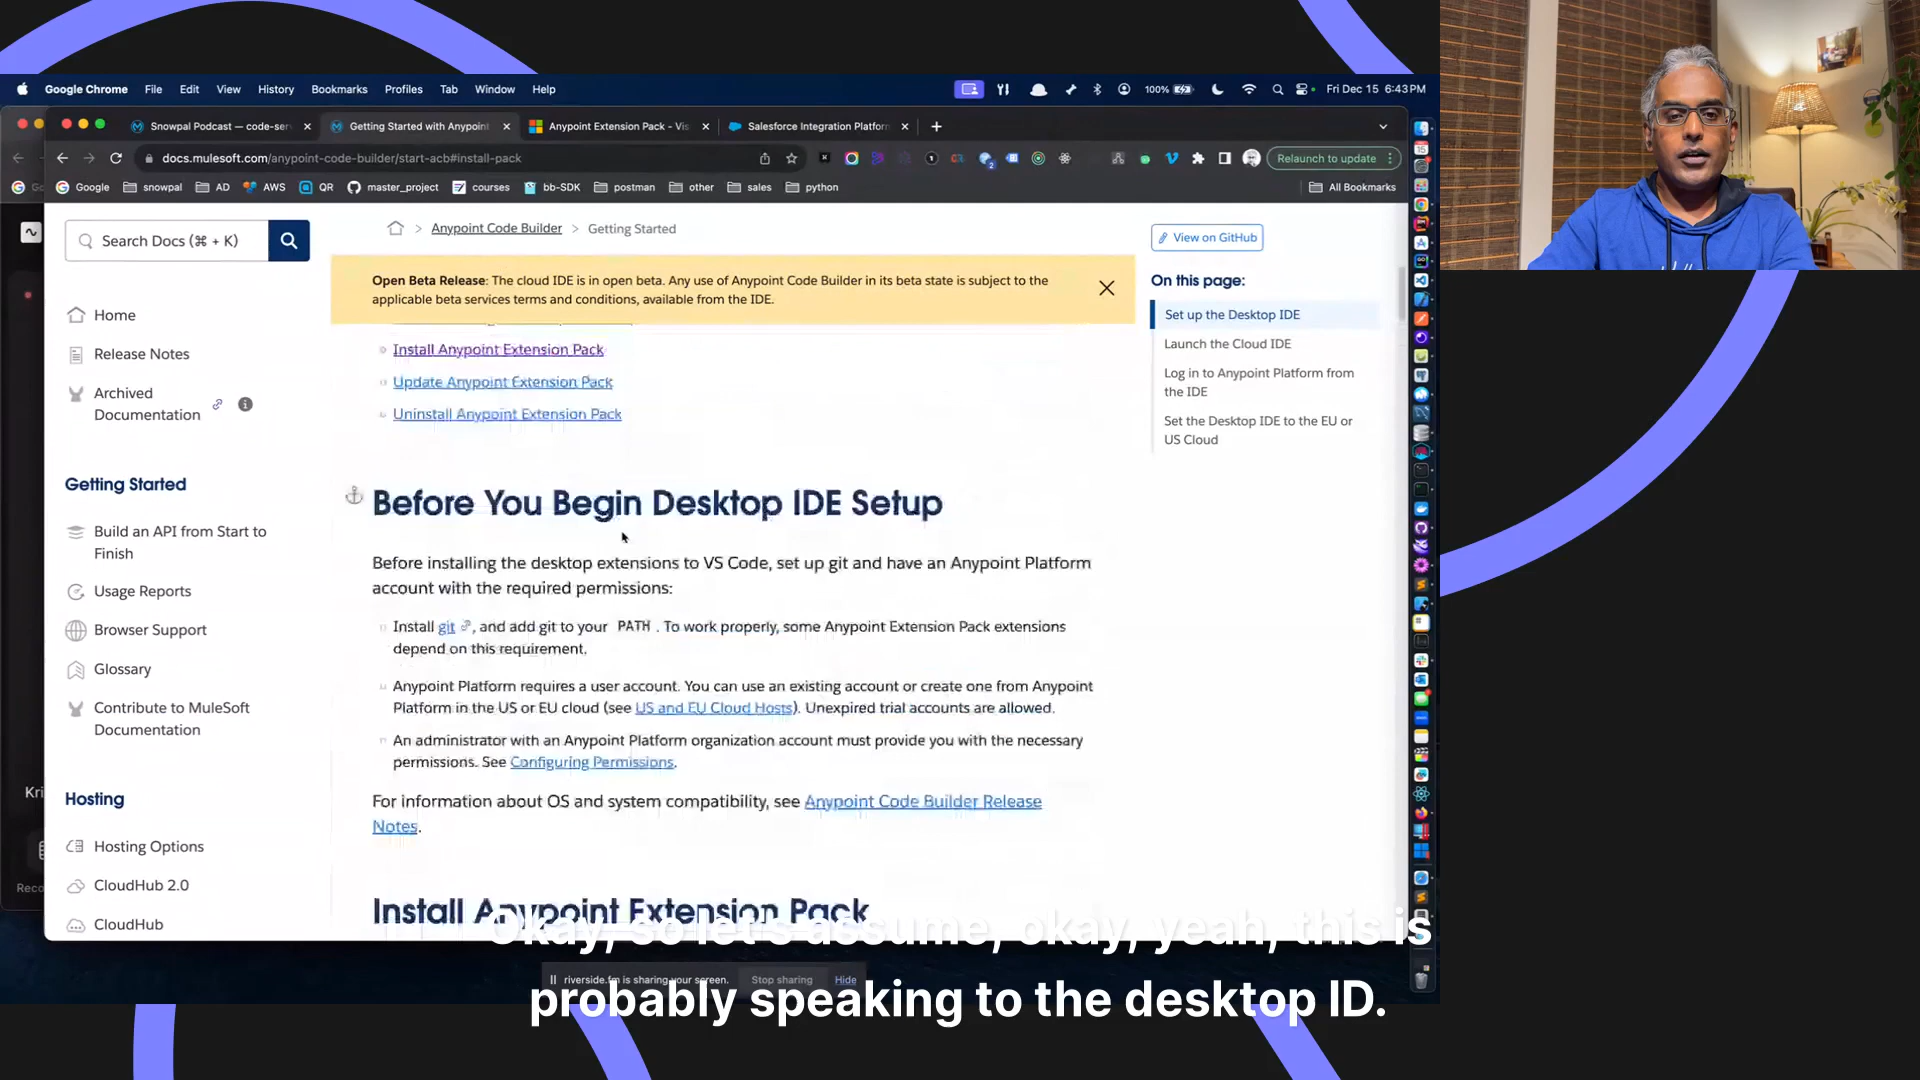 Google Chrome File Edit View History Bookmarks Profiles Tab Window Help
100% Fri Dec 15 6:43 PM
Snowpal Podcast — code-ser
Getting Started with Anypoint
Anypoint Extension Pack - Vis
Salesforce Integration Platform
docs.mulesoft.com/anypoint-code-builder/start-acb#install-pack
Relaunch to update
Google snowpal AD AWS QR master_project courses bb-SDK postman other sales python
All Bookmarks
Search Docs (⌘ + K)
Home
Release Notes
Archived
Documentation
Getting Started
Build an API from Start to
Finish
Usage Reports
Browser Support
Glossary
Contribute to MuleSoft
Documentation
Hosting
Hosting Options
CloudHub 2.0
CloudHub
Anypoint Code Builder > Getting Started
Open Beta Release: The cloud IDE is in open beta. Any use of Anypoint Code Builder in its beta state is subject to the
applicable beta services terms and conditions, available from the IDE.
Install Anypoint Extension Pack
Update Anypoint Extension Pack
Uninstall Anypoint Extension Pack
Before You Begin Desktop IDE Setup
Before installing the desktop extensions to VS Code, set up git and have an Anypoint Platform
account with the required permissions:
Install git, and add git to your PATH. To work properly, some Anypoint Extension Pack extensions
depend on this requirement.
Anypoint Platform requires a user account. You can use an existing account or create one from Anypoint
Platform in the US or EU cloud (see US and EU Cloud Hosts). Unexpired trial accounts are allowed.
An administrator with an Anypoint Platform organization account must provide you with the necessary
permissions. See Configuring Permissions.
For information about OS and system compatibility, see Anypoint Code Builder Release
Notes.
Install Anypoint Extension Pack
View on GitHub
On this page:
Set up the Desktop IDE
Launch the Cloud IDE
Log in to Anypoint Platform from
the IDE
Set the Desktop IDE to the EU or
US Cloud
Kri
Reco
riverside.fm is sharing your screen. Stop sharing Hide
Okay, so let's assume, okay, yeah, this is
probably speaking to the desktop ID.